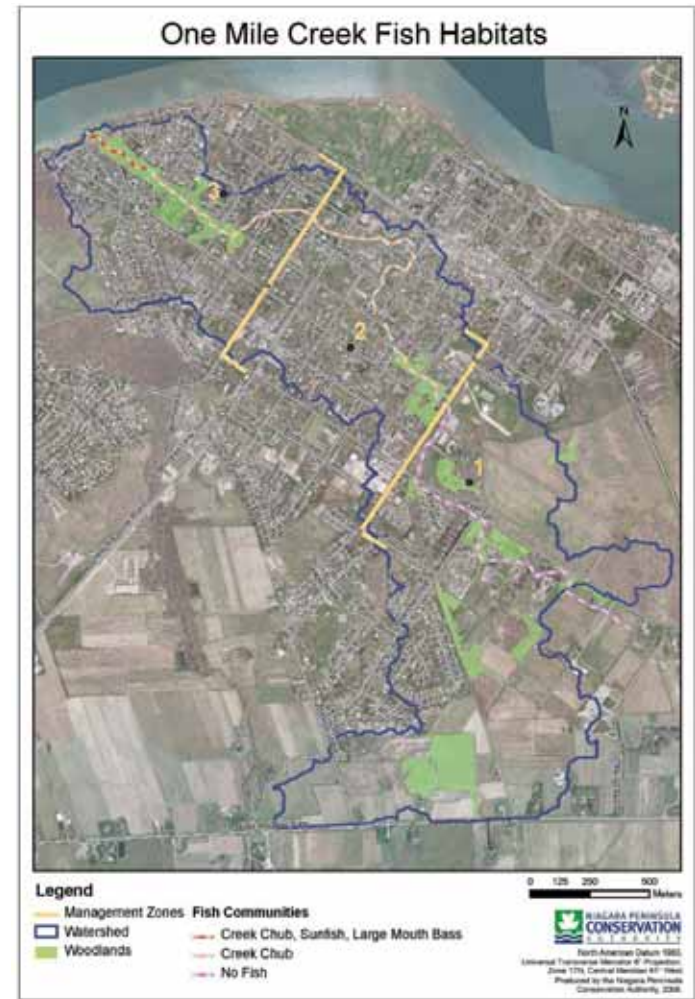 One Mile Creek Fish Habitats
N
3
2
1
Legend
Management Zones
Watershed
Woodlands
Fish Communities
Creek Chub, Sunfish, Large Mouth Bass
Creek Chub
No Fish
0 125 250 500
Meters
NIAGARA PENINSULA
CONSERVATION
AUTHORITY
North American Datum 1983,
Universal Transverse Mercator 6° Projection,
Zone 17N, Central Meridian 81° West
Produced by the Niagara Peninsula
Conservation Authority, 2008.